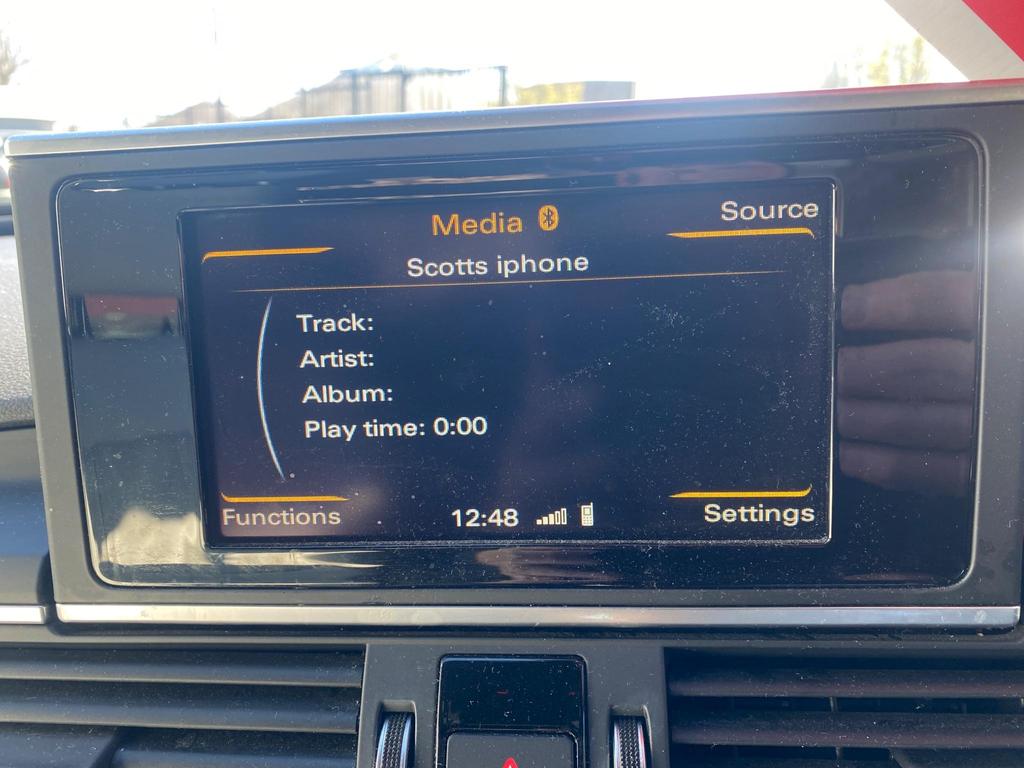 Media
Source
Scotts iphone
Track:
Artist:
Album:
Play time: 0:00
Functions
12:48
Settings